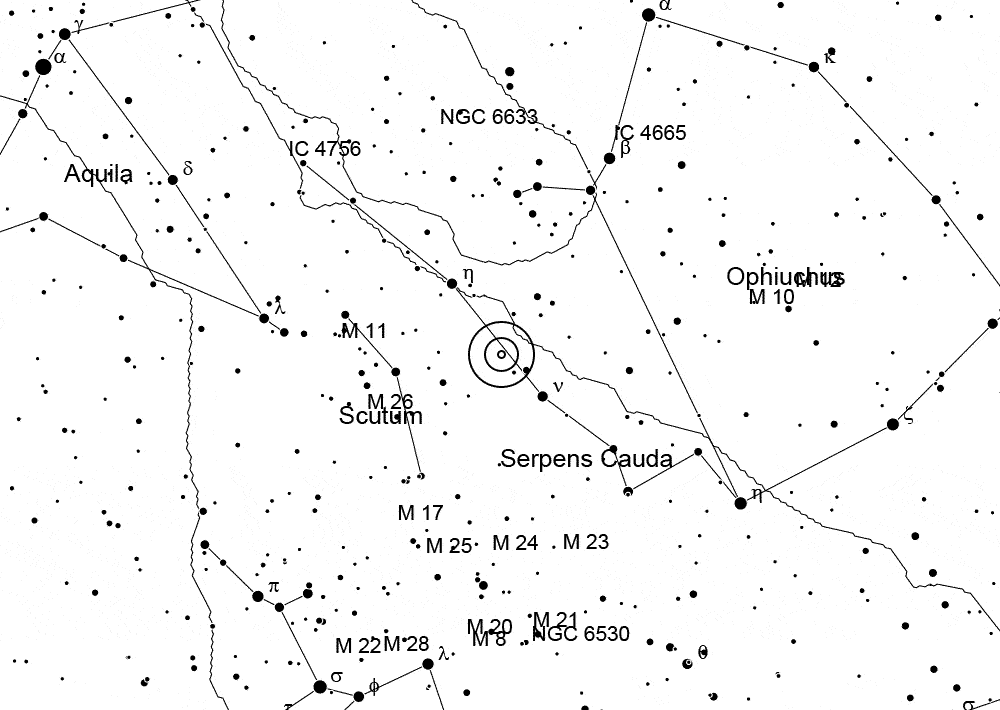 α
γ
κ
α
NGC 6633
IC 4665
β
IC 4756
Aquila
δ
η
Ophiuchus
M 12
M 10
λ
M 11
ν
M 26
Scutum
ζ
Serpens Cauda
η
M 17
M 25
M 24
M 23
π
M 20
M 21
M 8
NGC 6530
M 22
M 28
λ
θ
σ
φ
τ
σ